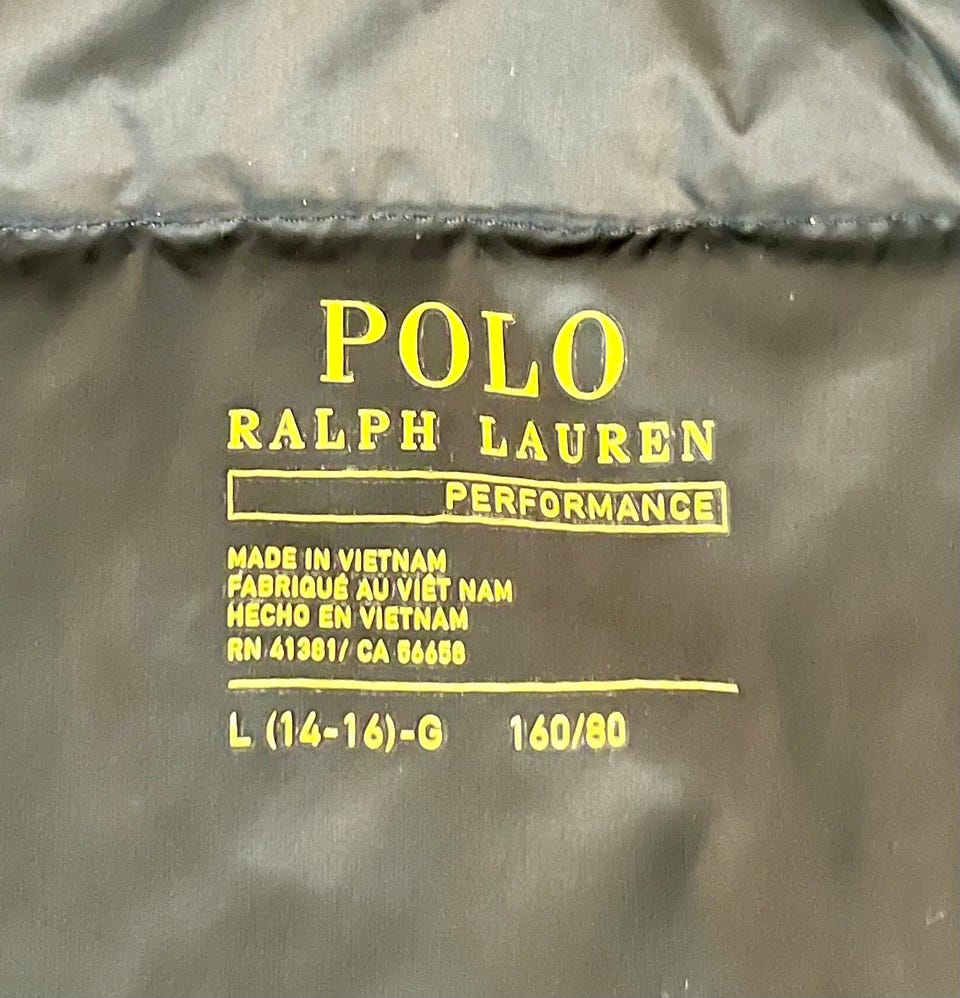 POLO
RALPH LAUREN
PERFORMANCE
MADE IN VIETNAM
FABRIQUÉ AU VIÊT NAM
HECHO EN VIETNAM
RN 41381/ CA 56658
L (14-16)-G 160/80